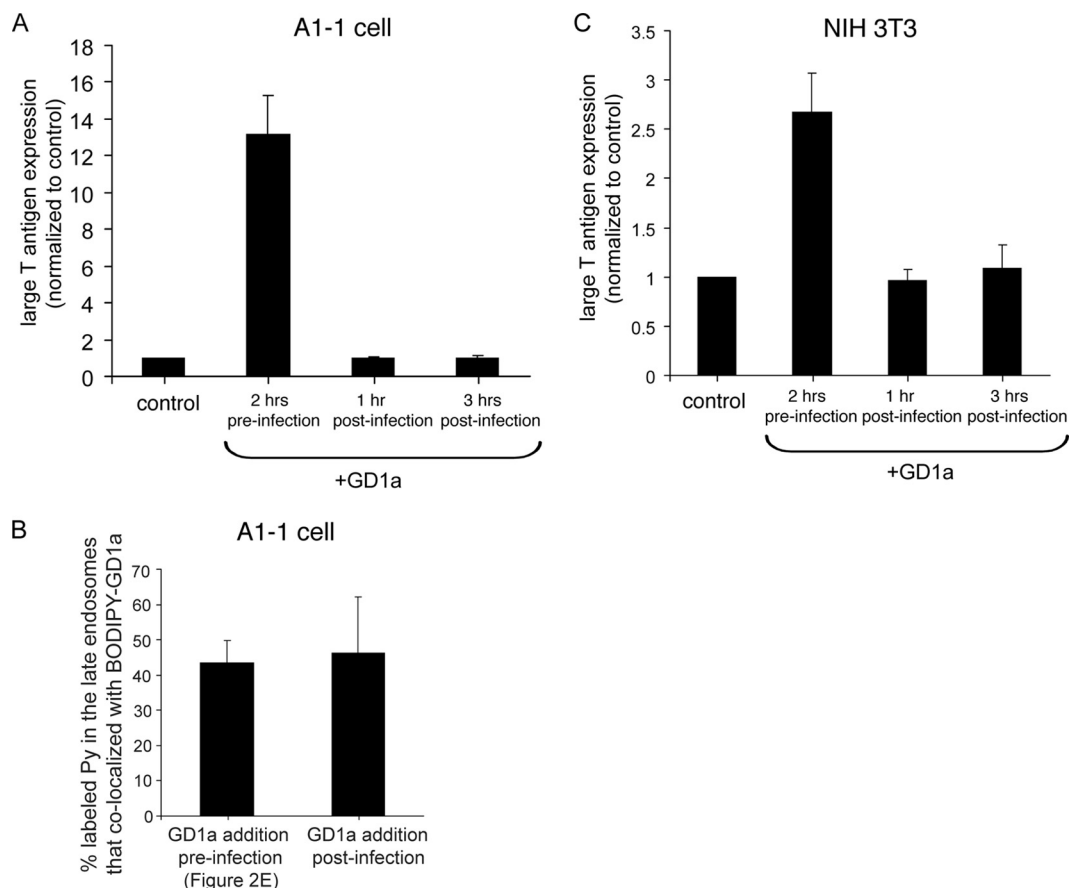 A
A1-1 cell
large T antigen expression
(normalized to control)
18
16
14
12
10
8
6
4
2
0
control
2 hrs
pre-infection
1 hr
post-infection
3 hrs
post-infection
+GD1a
C
NIH 3T3
large T antigen expression
(normalized to control)
3.5
3
2.5
2
1.5
1
0.5
0
control
2 hrs
pre-infection
1 hr
post-infection
3 hrs
post-infection
+GD1a
B
A1-1 cell
% labeled Py in the late endosomes
that co-localized with BODIPY-GD1a
70
60
50
40
30
20
10
0
GD1a addition
pre-infection
(Figure 2E)
GD1a addition
post-infection